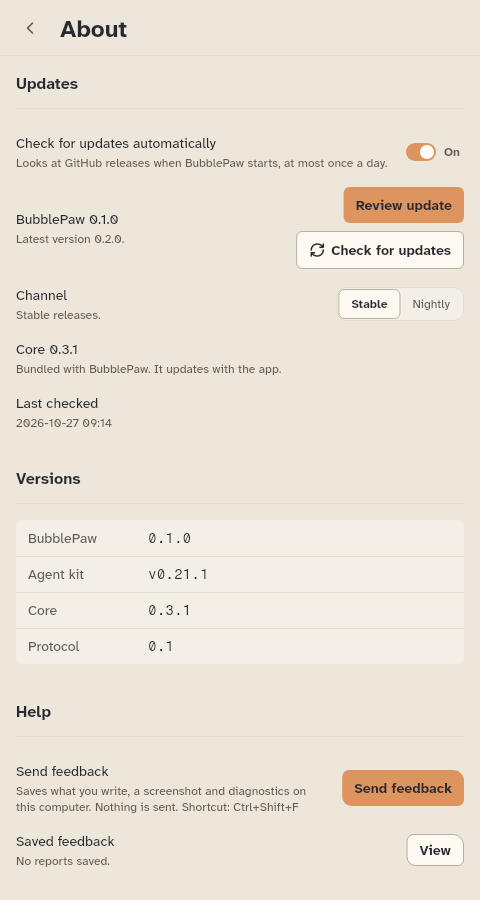 About
Updates
Check for updates automatically
Looks at GitHub releases when BubblePaw starts, at most once a day.
On
BubblePaw 0.1.0
Latest version 0.2.0.
Review update
Check for updates
Channel
Stable releases.
Stable
Nightly
Core 0.3.1
Bundled with BubblePaw. It updates with the app.
Last checked
2026-10-27 09:14
Versions
BubblePaw 0.1.0
Agent kit v0.21.1
Core 0.3.1
Protocol 0.1
Help
Send feedback
Saves what you write, a screenshot and diagnostics on
this computer. Nothing is sent. Shortcut: Ctrl+Shift+F
Send feedback
Saved feedback
No reports saved.
View